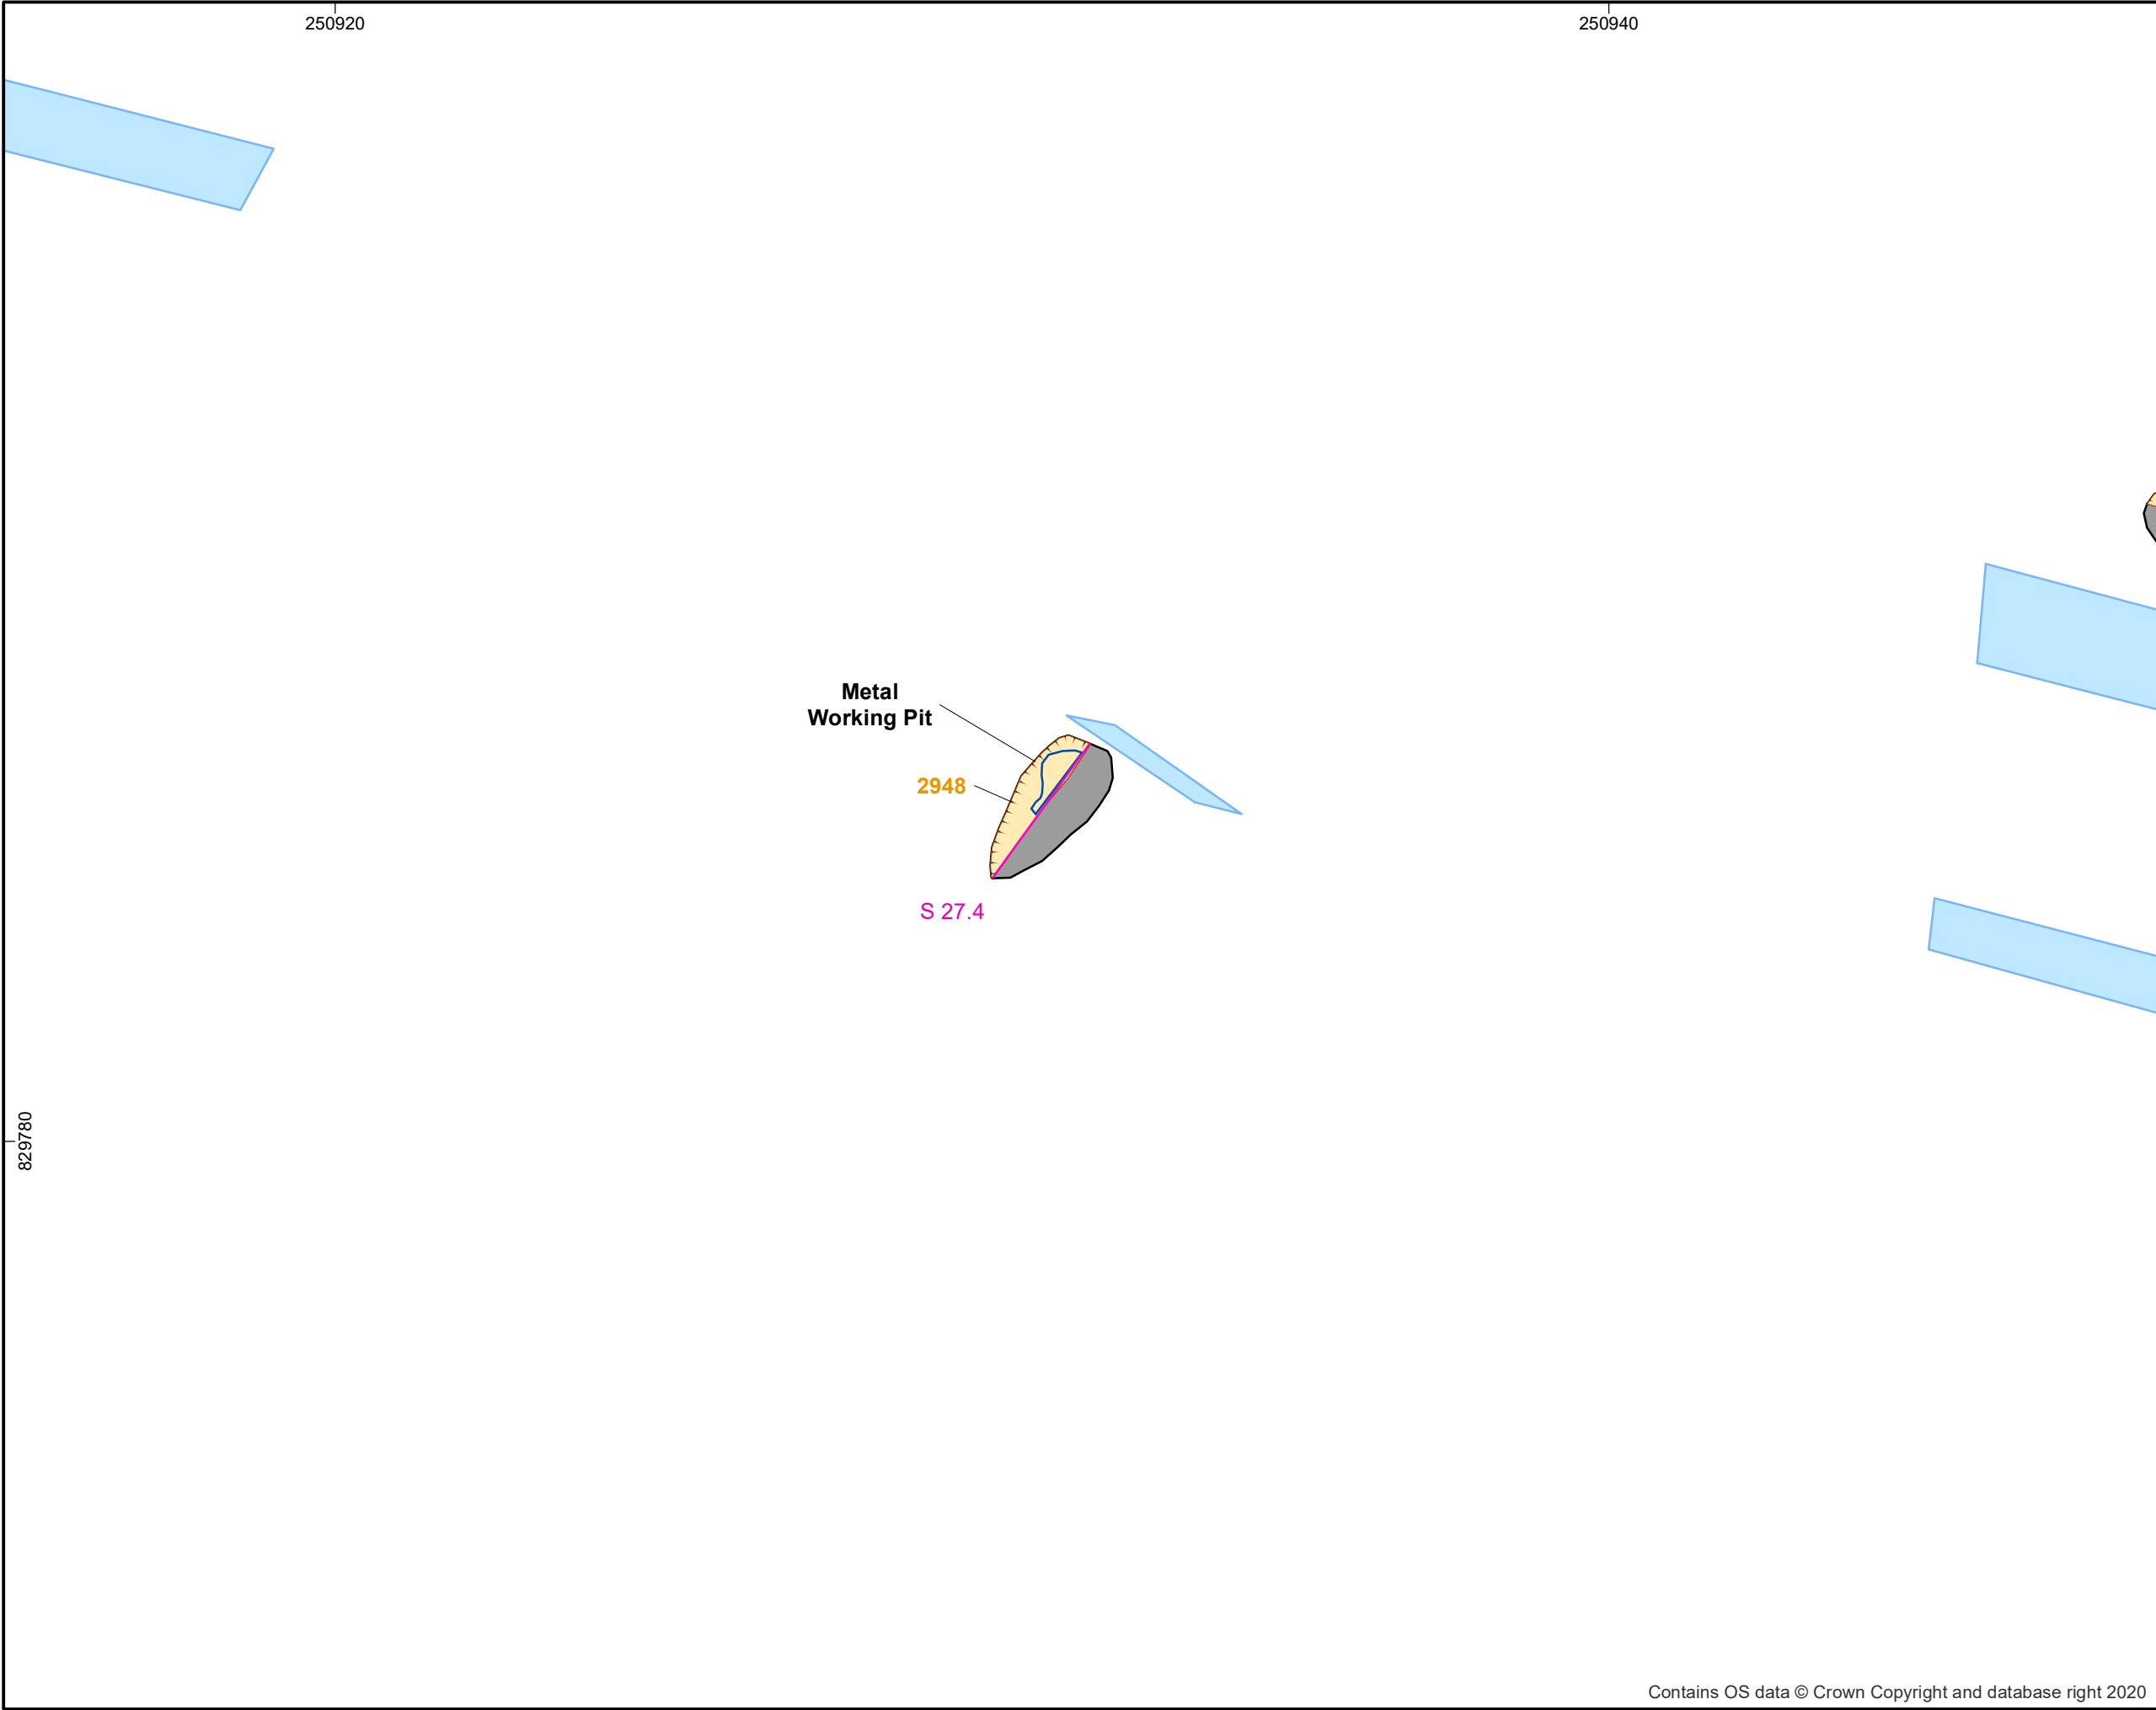 250920
250940
Metal
Working Pit
2948
S 27.4
829780
Contains OS data © Crown Copyright and database right 2020